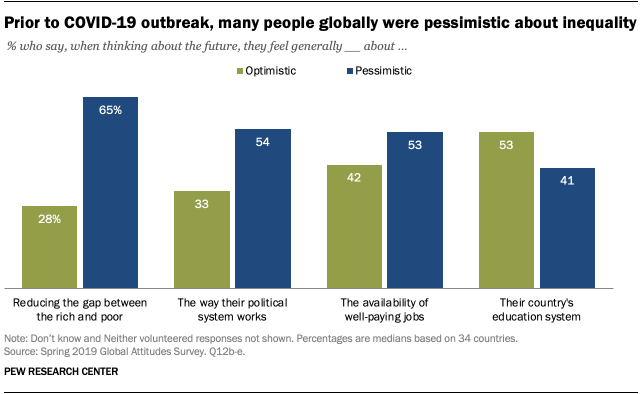 Prior to COVID-19 outbreak, many people globally were pessimistic about inequality
% who say, when thinking about the future, they feel generally __ about ...
Optimistic Pessimistic
28%
65%
33
54
42
53
53
41
Reducing the gap between
the rich and poor
The way their political
system works
The availability of
well-paying jobs
Their country's
education system
Note: Don't know and Neither volunteered responses not shown. Percentages are medians based on 34 countries.
Source: Spring 2019 Global Attitudes Survey. Q12b-e.
PEW RESEARCH CENTER